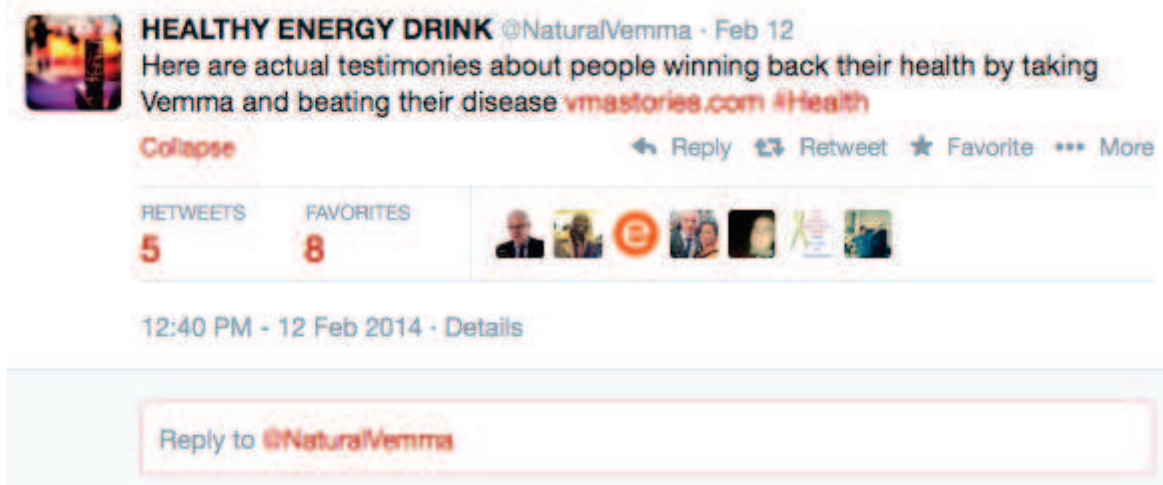 HEALTHY ENERGY DRINK @NaturalVemma · Feb 12
Here are actual testimonies about people winning back their health by taking
Vemma and beating their disease vmastories.com #Health
Collapse Reply Retweet Favorite More
RETWEETS FAVORITES
5 8
12:40 PM - 12 Feb 2014 · Details
Reply to @NaturalVemma